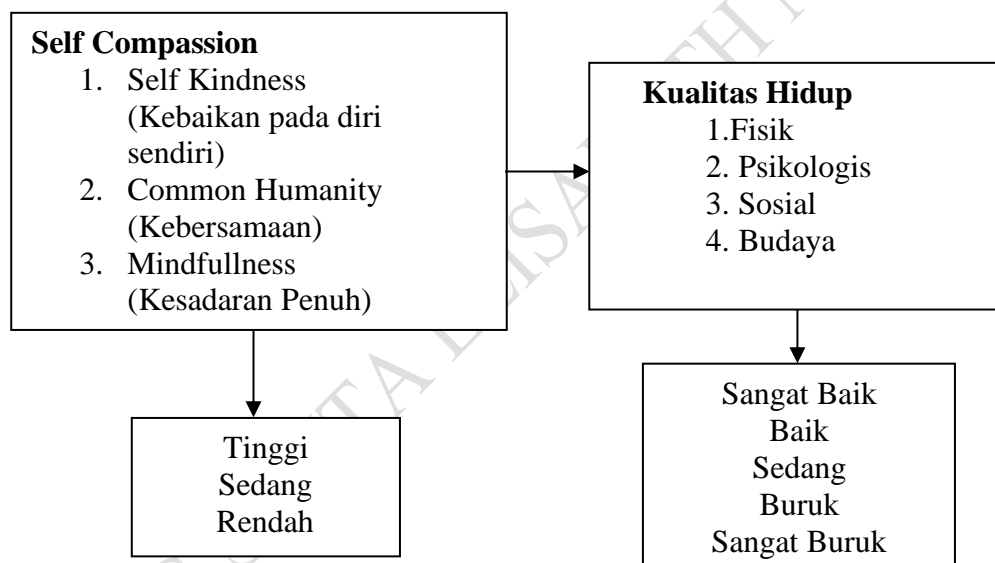 Self Compassion
1. Self Kindness
(Kebaikan pada diri
sendiri)
2. Common Humanity
(Kebersamaan)
3. Mindfullness
(Kesadaran Penuh)
Kualitas Hidup
1.Fisik
2. Psikologis
3. Sosial
4. Budaya
Tinggi
Sedang
Rendah
Sangat Baik
Baik
Sedang
Buruk
Sangat Buruk